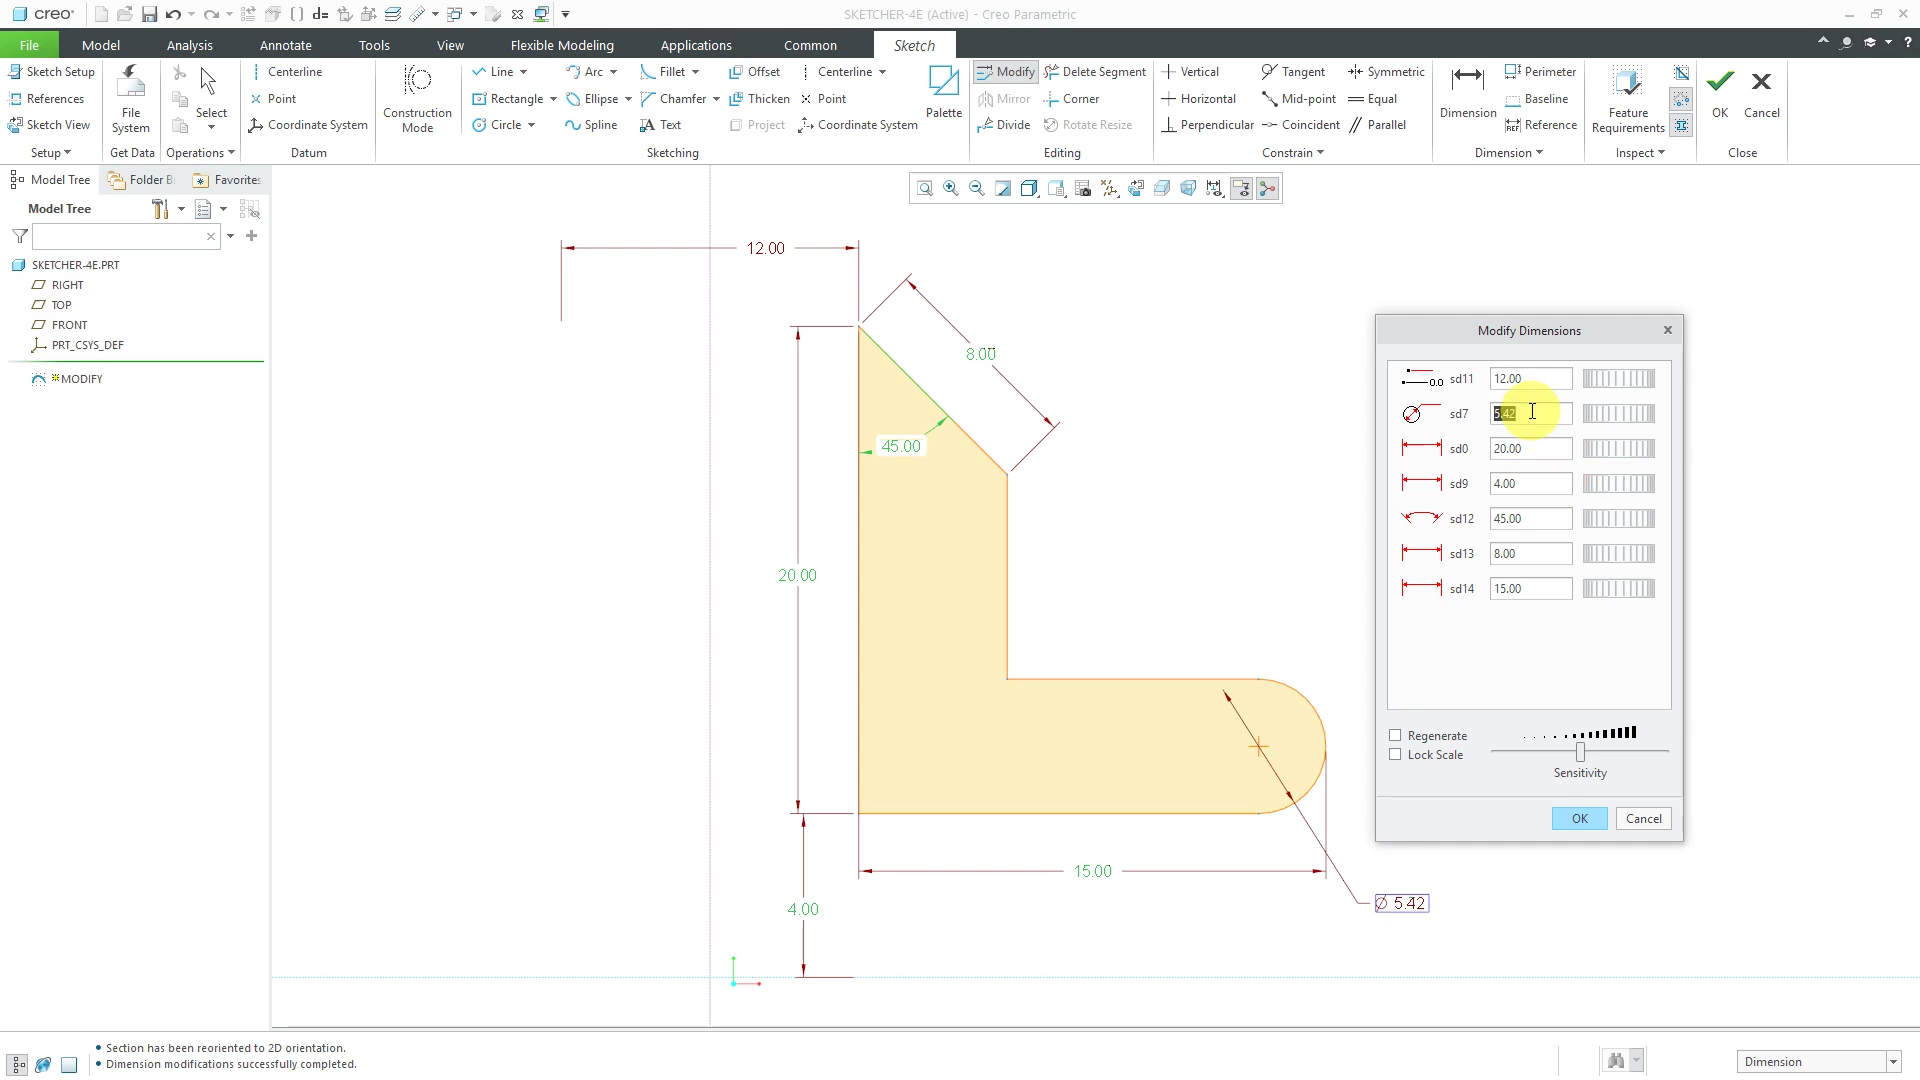 creo
SKETCHER-4E (Active) - Creo Parametric
File Model Analysis Annotate Tools View Flexible Modeling Applications Common Sketch
Sketch Setup
References
Sketch View
Setup
File System
Get Data
Select
Operations
Centerline
Point
Coordinate System
Datum
Construction Mode
Line Arc Fillet Offset Centerline
Rectangle Ellipse Chamfer Thicken Point
Circle Spline Text Project Coordinate System
Palette
Sketching
Modify Delete Segment
Mirror Corner
Divide Rotate Resize
Editing
Vertical Tangent Symmetric
Horizontal Mid-point Equal
Perpendicular Coincident Parallel
Constrain
Dimension
Perimeter
Baseline
REF Reference
Dimension
Feature Requirements
Inspect
OK Cancel
Close
Model Tree Folder B Favorites
Model Tree
SKETCHER-4E.PRT
RIGHT
TOP
FRONT
PRT_CSYS_DEF
MODIFY
12.00
8.00
45.00
20.00
15.00
4.00
∅ 5.42
Modify Dimensions
0.0 sd11 12.00
sd7 5.42
sd0 20.00
sd9 4.00
sd12 45.00
sd13 8.00
sd14 15.00
Regenerate
Lock Scale
Sensitivity
OK Cancel
• Section has been reoriented to 2D orientation.
• Dimension modifications successfully completed.
Dimension